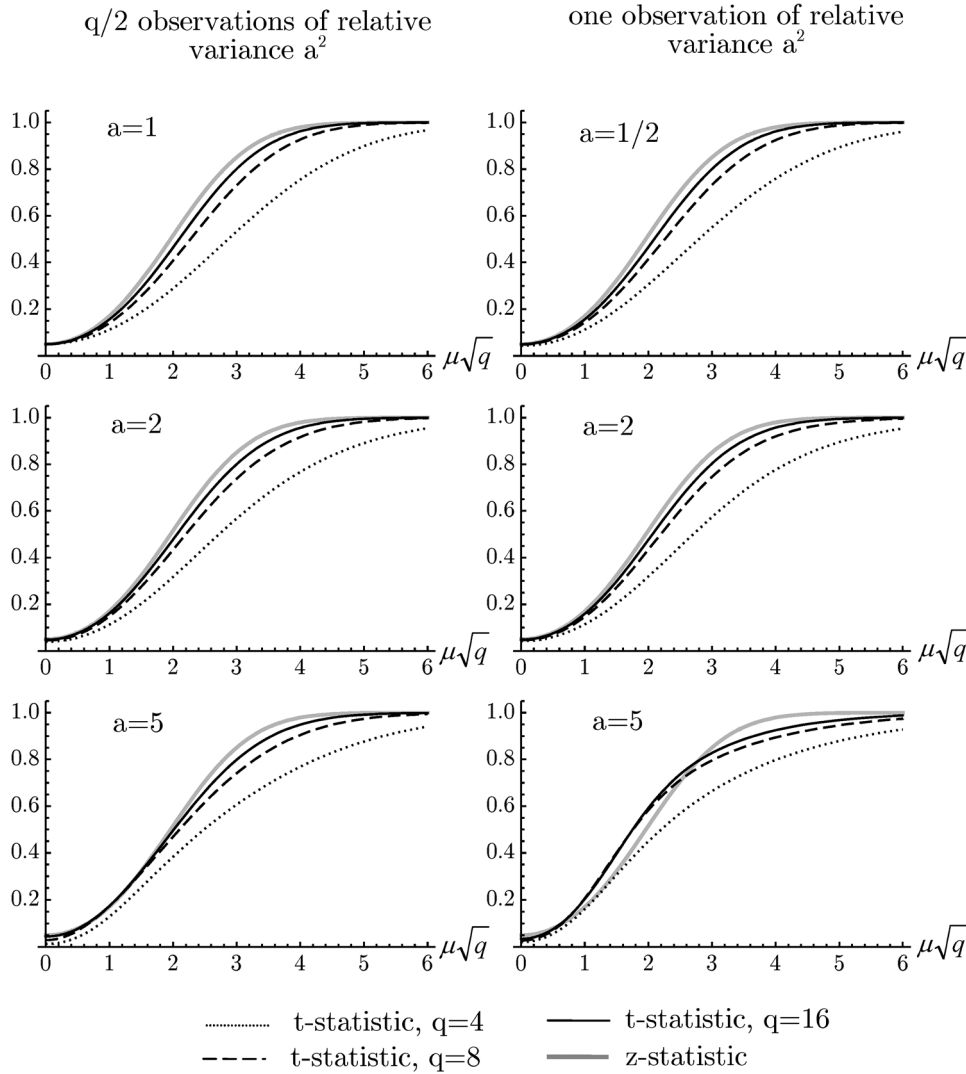 q/2 observations of relative
variance a²
one observation of relative
variance a²
a=1
1.0
0.8
0.6
0.4
0.2
0 1 2 3 4 5 6
μ√q
a=1/2
1.0
0.8
0.6
0.4
0.2
0 1 2 3 4 5 6
μ√q
a=2
1.0
0.8
0.6
0.4
0.2
0 1 2 3 4 5 6
μ√q
a=2
1.0
0.8
0.6
0.4
0.2
0 1 2 3 4 5 6
μ√q
a=5
1.0
0.8
0.6
0.4
0.2
0 1 2 3 4 5 6
μ√q
a=5
1.0
0.8
0.6
0.4
0.2
0 1 2 3 4 5 6
μ√q
t-statistic, q=4
t-statistic, q=16
t-statistic, q=8
z-statistic